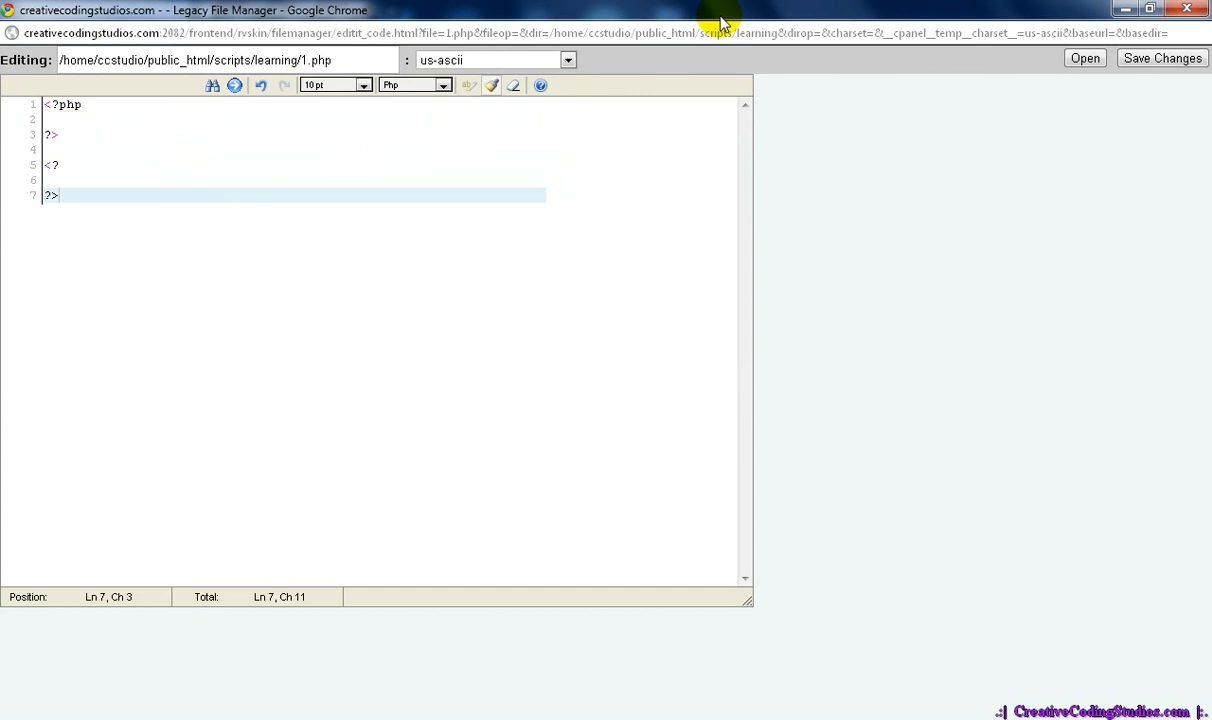 creativecodingstudios.com - - Legacy File Manager - Google Chrome
creativecodingstudios.com:2082/frontend/rvskin/filemanager/editit_code.html?file=1.php&fileop=&dir=/home/ccstudio/public_html/scripts/learning&dirop=&charset=&__cpanel__temp__charset__=us-ascii&baseurl=&basedir=
Editing: /home/ccstudio/public_html/scripts/learning/1.php : us-ascii Open Save Changes
10 pt Php
1 <?php
2
3 ?>
4
5 <?
6
7 ?>
Position: Ln 7, Ch 3 Total: Ln 7, Ch 11
.:| CreativeCodingStudios.com |:.